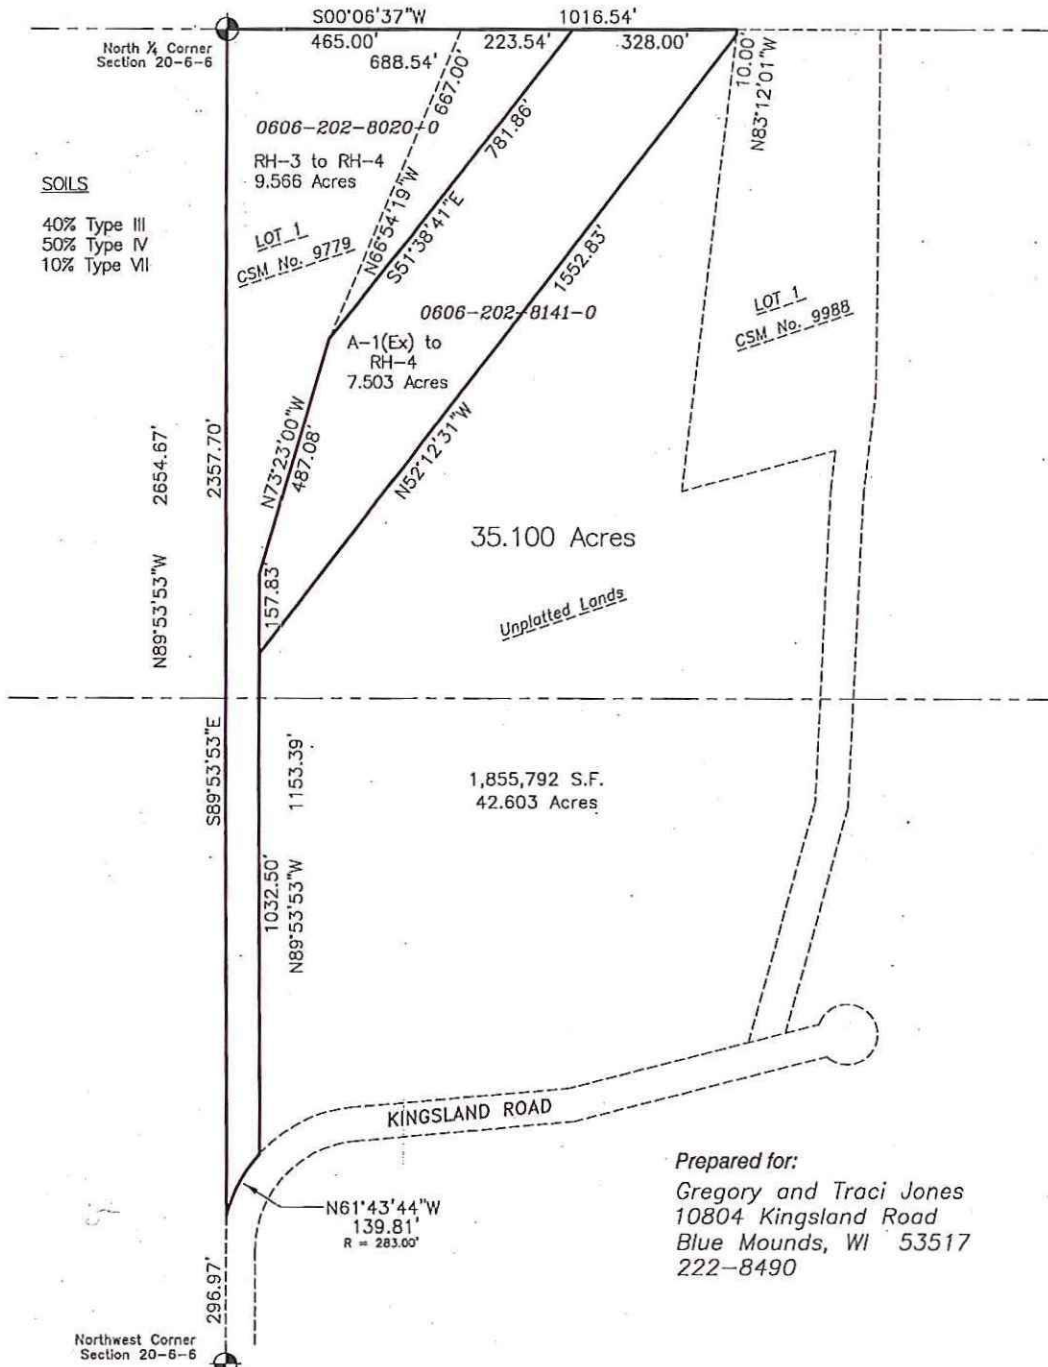 S00°06'37"W 1016.54'
North ¼ Corner
Section 20-6-6
465.00' 223.54' 328.00'
688.54'
667.00'
10.00'
N83°12'01"W
0606-202-8020-0
781.86'
RH-3 to RH-4
9.566 Acres
SOILS
40% Type III
50% Type IV
10% Type VII
LOT 1
CSM No. 9779
N66°54'19"W
S51°38'41"E
1552.83'
0606-202-8141-0
LOT 1
CSM No. 9988
A-1(Ex) to
RH-4
7.503 Acres
N73°23'00"W
487.08'
N52°12'31"W
2654.67'
2357.70'
35.100 Acres
N89°53'53"W
157.83'
Unplatted Lands
S89°53'53"E
1153.39'
1,855,792 S.F.
42.603 Acres
1032.50'
N89°53'53"W
KINGSLAND ROAD
N61°43'44"W
139.81'
R = 283.00'
296.97'
Prepared for:
Gregory and Traci Jones
10804 Kingsland Road
Blue Mounds, WI 53517
222-8490
Northwest Corner
Section 20-6-6